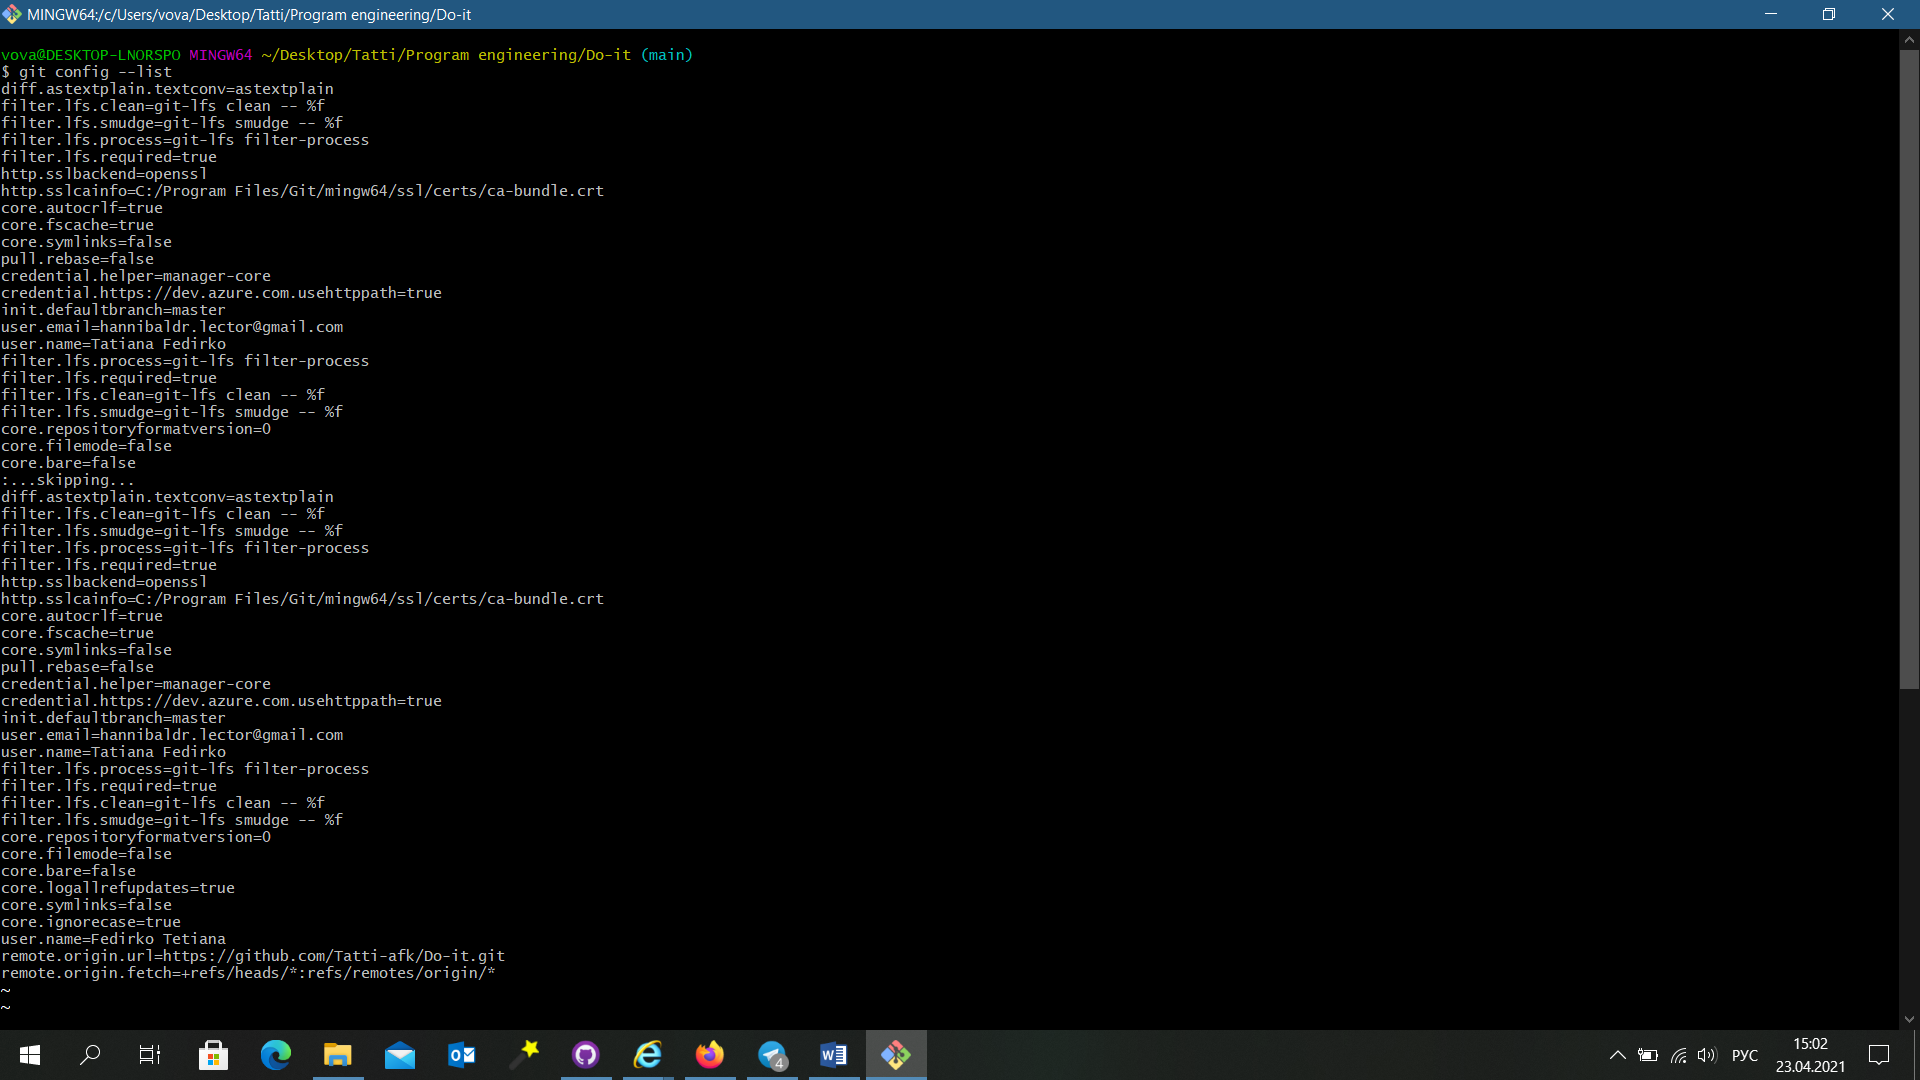 MINGW64:/c/Users/vova/Desktop/Tatti/Program engineering/Do-it
vova@DESKTOP-LNORSPO MINGW64 ~/Desktop/Tatti/Program engineering/Do-it (main)
$ git config --list
diff.astextplain.textconv=astextplain
filter.lfs.clean=git-lfs clean -- %f
filter.lfs.smudge=git-lfs smudge -- %f
filter.lfs.process=git-lfs filter-process
filter.lfs.required=true
http.sslbackend=openssl
http.sslcainfo=C:/Program Files/Git/mingw64/ssl/certs/ca-bundle.crt
core.autocrlf=true
core.fscache=true
core.symlinks=false
pull.rebase=false
credential.helper=manager-core
credential.https://dev.azure.com.usehttppath=true
init.defaultbranch=master
user.email=hannibaldr.lector@gmail.com
user.name=Tatiana Fedirko
filter.lfs.process=git-lfs filter-process
filter.lfs.required=true
filter.lfs.clean=git-lfs clean -- %f
filter.lfs.smudge=git-lfs smudge -- %f
core.repositoryformatversion=0
core.filemode=false
core.bare=false
:...skipping...
diff.astextplain.textconv=astextplain
filter.lfs.clean=git-lfs clean -- %f
filter.lfs.smudge=git-lfs smudge -- %f
filter.lfs.process=git-lfs filter-process
filter.lfs.required=true
http.sslbackend=openssl
http.sslcainfo=C:/Program Files/Git/mingw64/ssl/certs/ca-bundle.crt
core.autocrlf=true
core.fscache=true
core.symlinks=false
pull.rebase=false
credential.helper=manager-core
credential.https://dev.azure.com.usehttppath=true
init.defaultbranch=master
user.email=hannibaldr.lector@gmail.com
user.name=Tatiana Fedirko
filter.lfs.process=git-lfs filter-process
filter.lfs.required=true
filter.lfs.clean=git-lfs clean -- %f
filter.lfs.smudge=git-lfs smudge -- %f
core.repositoryformatversion=0
core.filemode=false
core.bare=false
core.logallrefupdates=true
core.symlinks=false
core.ignorecase=true
user.name=Fedirko Tetiana
remote.origin.url=https://github.com/Tatti-afk/Do-it.git
remote.origin.fetch=+refs/heads/*:refs/remotes/origin/*
~
~
4
РУС
15:02
23.04.2021